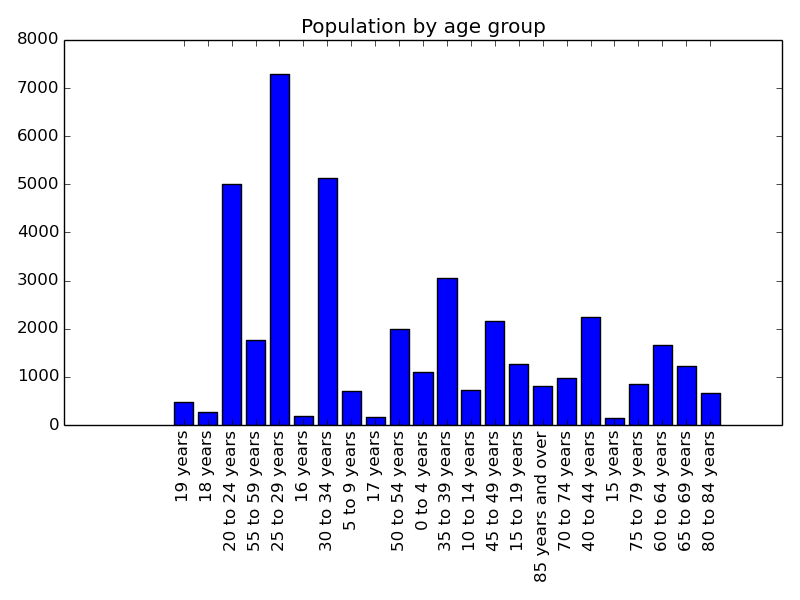 Population by age group
8000
7000
6000
5000
4000
3000
2000
1000
0
19 years
18 years
20 to 24 years
55 to 59 years
25 to 29 years
16 years
30 to 34 years
5 to 9 years
17 years
50 to 54 years
0 to 4 years
35 to 39 years
10 to 14 years
45 to 49 years
15 to 19 years
85 years and over
70 to 74 years
40 to 44 years
15 years
75 to 79 years
60 to 64 years
65 to 69 years
80 to 84 years